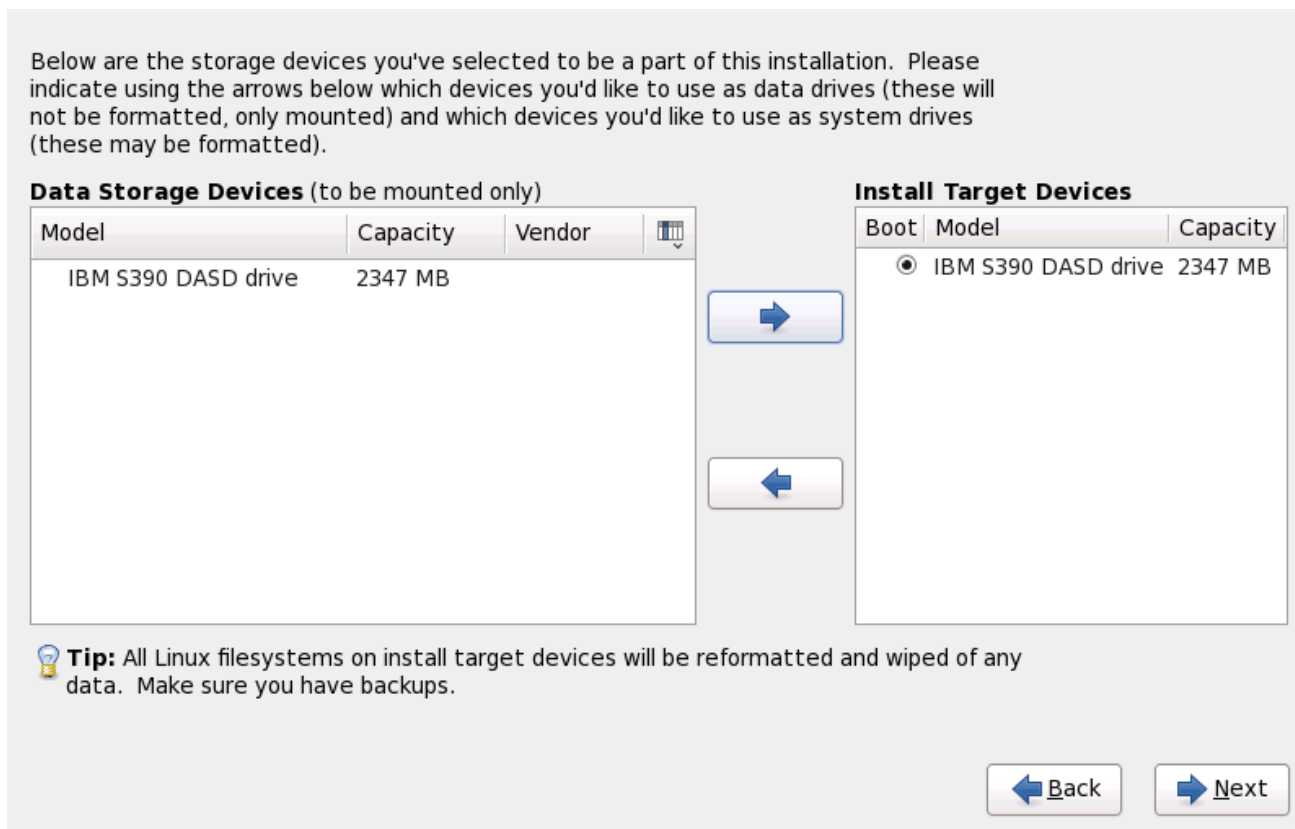 Below are the storage devices you've selected to be a part of this installation.  Please
indicate using the arrows below which devices you'd like to use as data drives (these will
not be formatted, only mounted) and which devices you'd like to use as system drives
(these may be formatted).
Data Storage Devices (to be mounted only)
Model Capacity Vendor
IBM S390 DASD drive 2347 MB
Install Target Devices
Boot Model Capacity
IBM S390 DASD drive 2347 MB
Tip: All Linux filesystems on install target devices will be reformatted and wiped of any
data.  Make sure you have backups.
Back Next